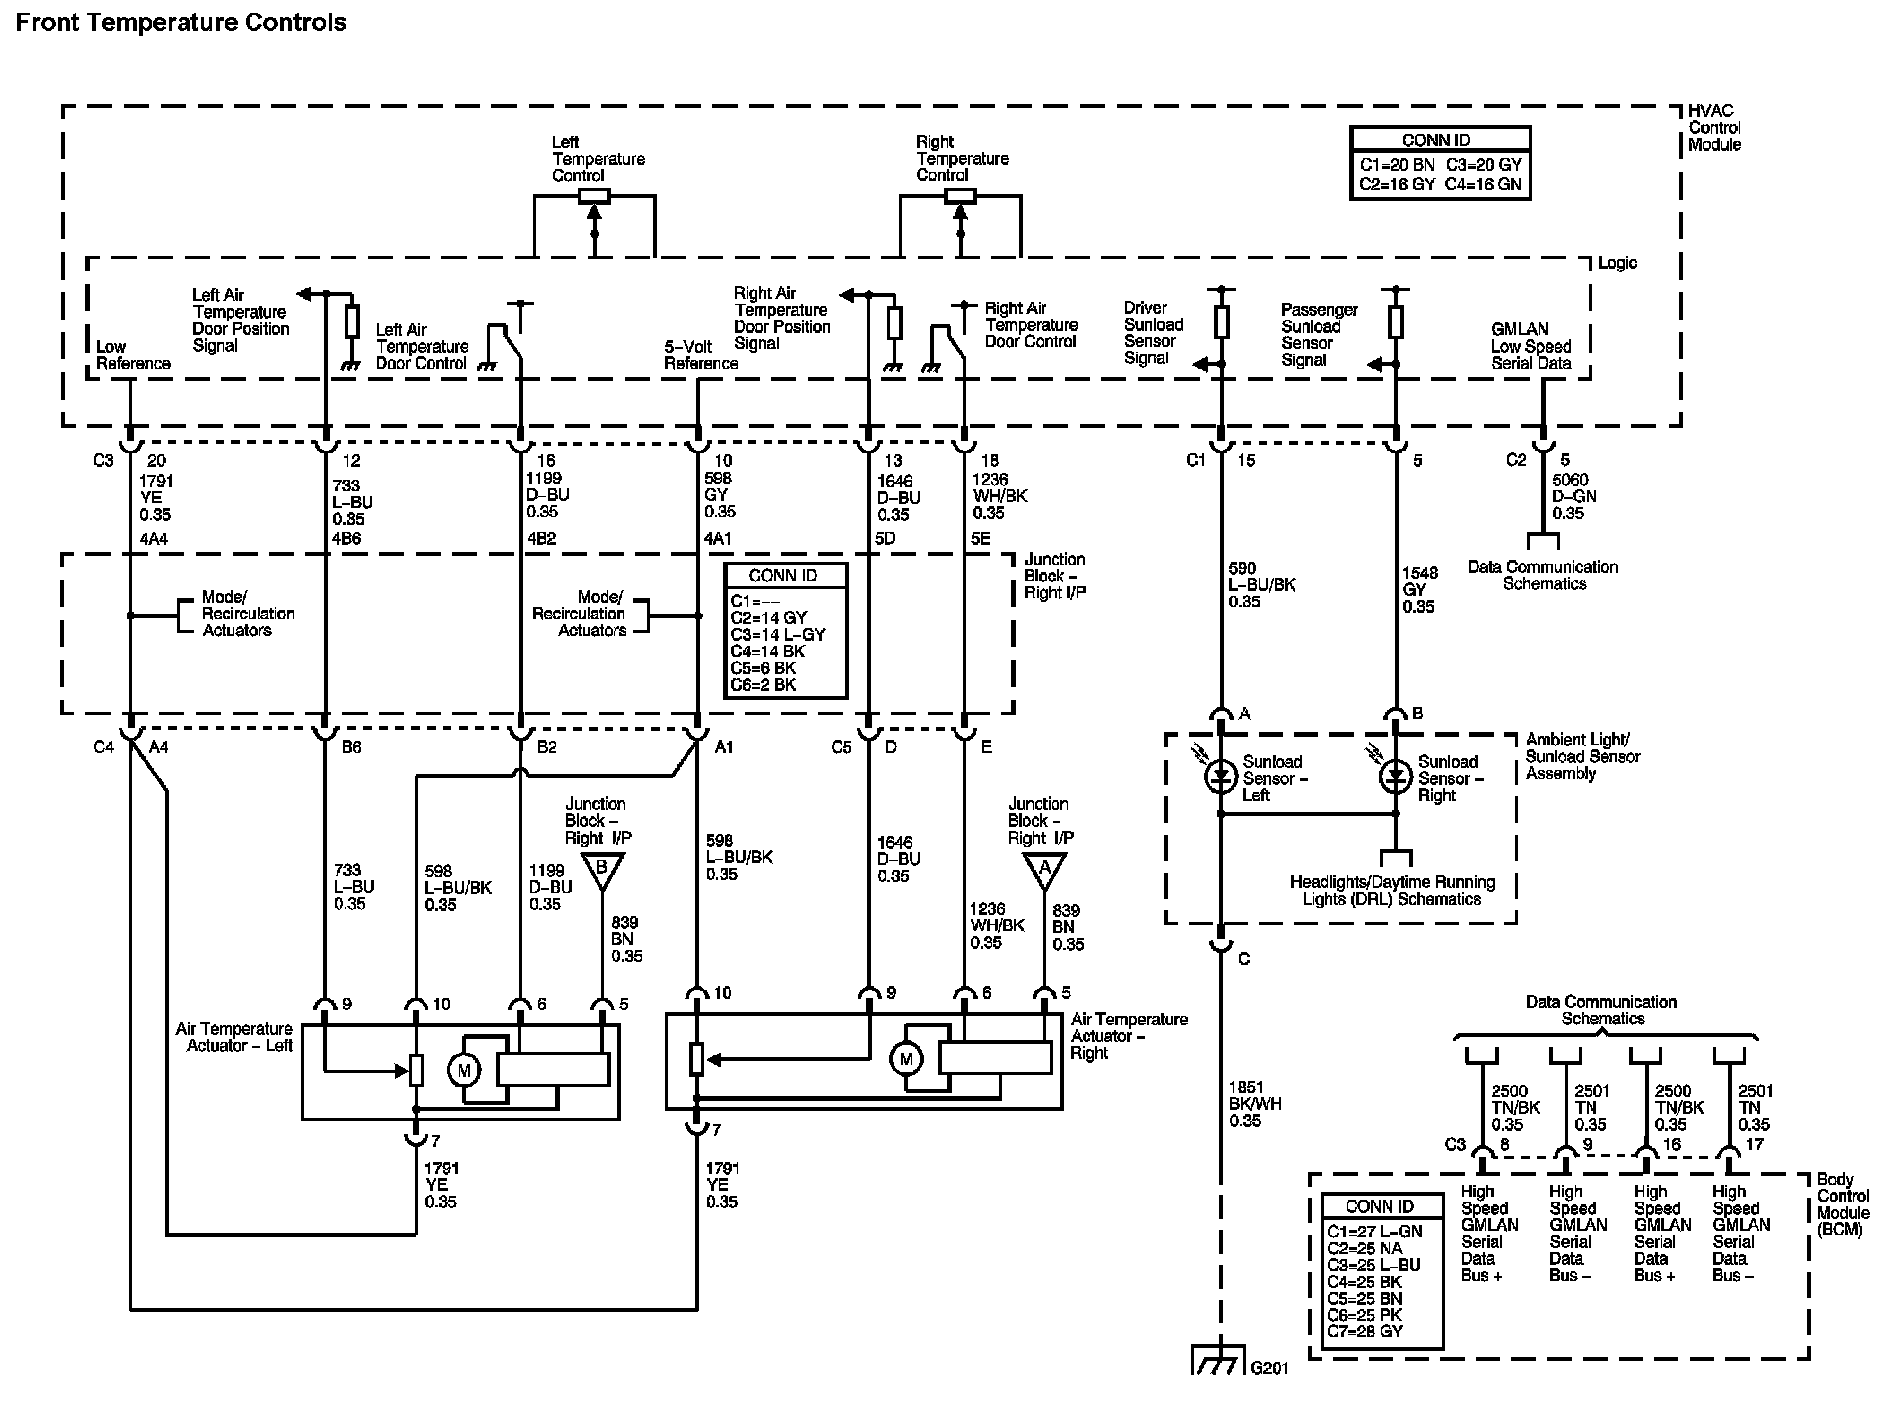 Front Temperature Controls
HVAC
Control
Module
Left
Temperature
Control
Right
Temperature
Control
CONN ID
C1=20 BN C3=20 GY
C2=16 GY C4=16 GN
Logic
Low
Reference
Left Air
Temperature
Door Position
Signal
Left Air
Temperature
Door Control
5-Volt
Reference
Right Air
Temperature
Door Position
Signal
Right Air
Temperature
Door Control
Driver
Sunload
Sensor
Signal
Passenger
Sunload
Sensor
Signal
GMLAN
Low Speed
Serial Data
C3 20 12 16 10 13 18 C1 15 5 C2 5
1791
YE
0.35
4A4
733
L-BU
0.35
4B6
1199
D-BU
0.35
4B2
598
GY
0.35
4A1
1646
D-BU
0.35
5D
1236
WH/BK
0.35
5E
590
L-BU/BK
0.35
1548
GY
0.35
5060
D-GN
0.35
Data Communication
Schematics
Junction
Block -
Right I/P
Mode/
Recirculation
Actuators
Mode/
Recirculation
Actuators
CONN ID
C1=--
C2=14 GY
C3=14 L-GY
C4=14 BK
C5=6 BK
C6=2 BK
C4 A4 B6 B2 A1 C5 D E
A B
Ambient Light/
Sunload Sensor
Assembly
Sunload
Sensor -
Left
Sunload
Sensor -
Right
Headlights/Daytime Running
Lights (DRL) Schematics
C
Junction
Block -
Right I/P
B
Junction
Block -
Right I/P
A
733
L-BU
0.35
598
L-BU/BK
0.35
1199
D-BU
0.35
839
BN
0.35
598
L-BU/BK
0.35
1646
D-BU
0.35
1236
WH/BK
0.35
839
BN
0.35
9 10 6 5
10 9 6 5
Air Temperature
Actuator - Left
M
Air Temperature
Actuator -
Right
M
7
1791
YE
0.35
7
1791
YE
0.35
1851
BK/WH
0.35
G201
Data Communication
Schematics
2500
TN/BK
0.35
2501
TN
0.35
2500
TN/BK
0.35
2501
TN
0.35
C3 8 9 16 17
Body
Control
Module
(BCM)
CONN ID
C1=27 L-GN
C2=25 NA
C3=25 L-BU
C4=25 BK
C5=25 BN
C6=25 PK
C7=28 GY
High
Speed
GMLAN
Serial
Data
Bus +
High
Speed
GMLAN
Serial
Data
Bus -
High
Speed
GMLAN
Serial
Data
Bus +
High
Speed
GMLAN
Serial
Data
Bus -